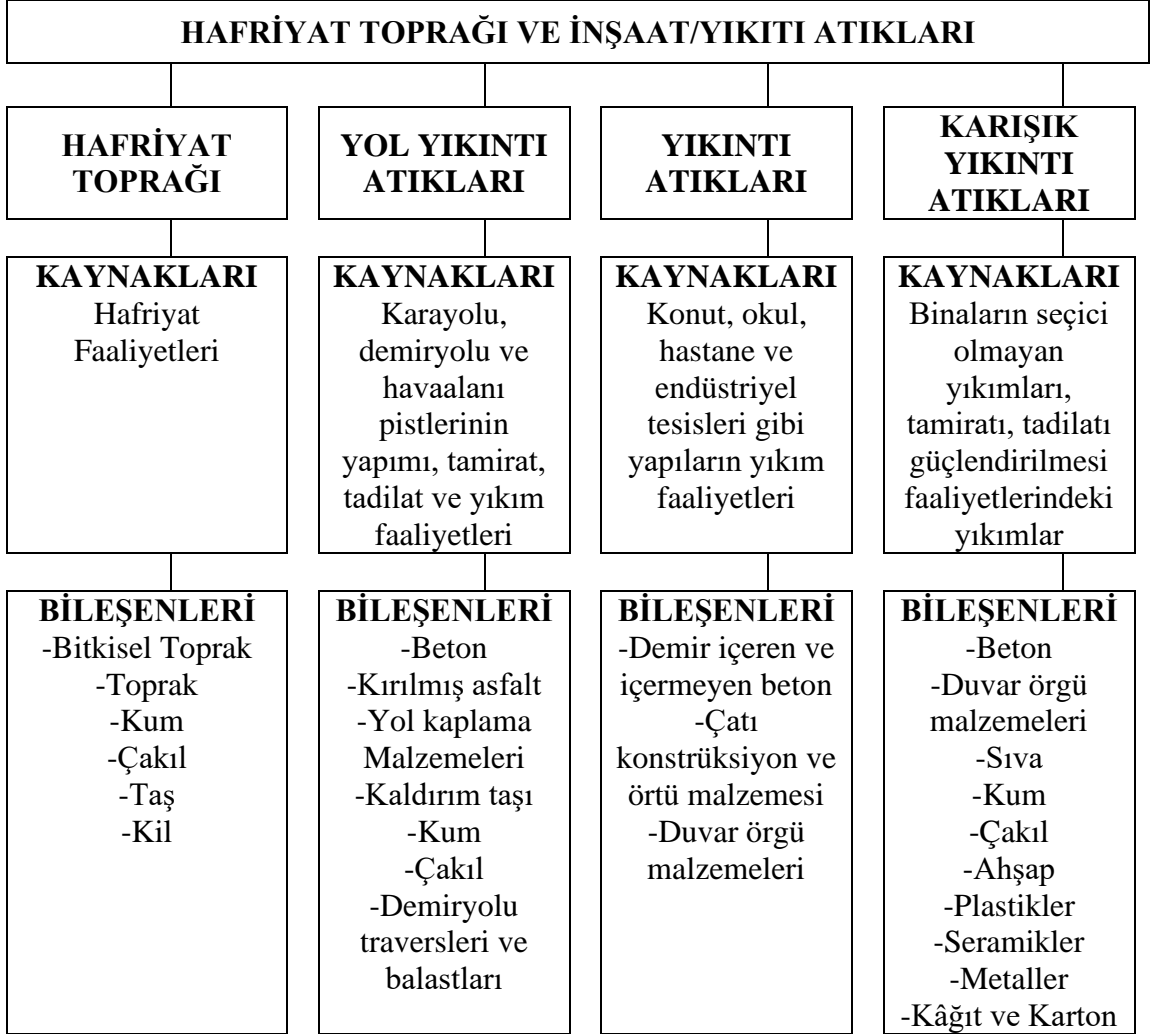 HAFRİYAT TOPRAĞI VE İNŞAAT/YIKITI ATIKLARI
HAFRİYAT
TOPRAĞI
YOL YIKINTI
ATIKLARI
YIKINTI
ATIKLARI
KARIŞIK
YIKINTI
ATIKLARI
KAYNAKLARI
Hafriyat
Faaliyetleri
KAYNAKLARI
Karayolu,
demiryolu ve
havaalanı
pistlerinin
yapımı, tamirat,
tadilat ve yıkım
faaliyetleri
KAYNAKLARI
Konut, okul,
hastane ve
endüstriyel
tesisleri gibi
yapıların yıkım
faaliyetleri
KAYNAKLARI
Binaların seçici
olmayan
yıkımları,
tamiratı, tadilatı
güçlendirilmesi
faaliyetlerindeki
yıkımlar
BİLEŞENLERİ
-Bitkisel Toprak
-Toprak
-Kum
-Çakıl
-Taş
-Kil
BİLEŞENLERİ
-Beton
-Kırılmış asfalt
-Yol kaplama
Malzemeleri
-Kaldırım taşı
-Kum
-Çakıl
-Demiryolu
traversleri ve
balastları
BİLEŞENLERİ
-Demir içeren ve
içermeyen beton
-Çatı
konstrüksiyon ve
örtü malzemesi
-Duvar örgü
malzemeleri
BİLEŞENLERİ
-Beton
-Duvar örgü
malzemeleri
-Sıva
-Kum
-Çakıl
-Ahşap
-Plastikler
-Seramikler
-Metaller
-Kâğıt ve Karton